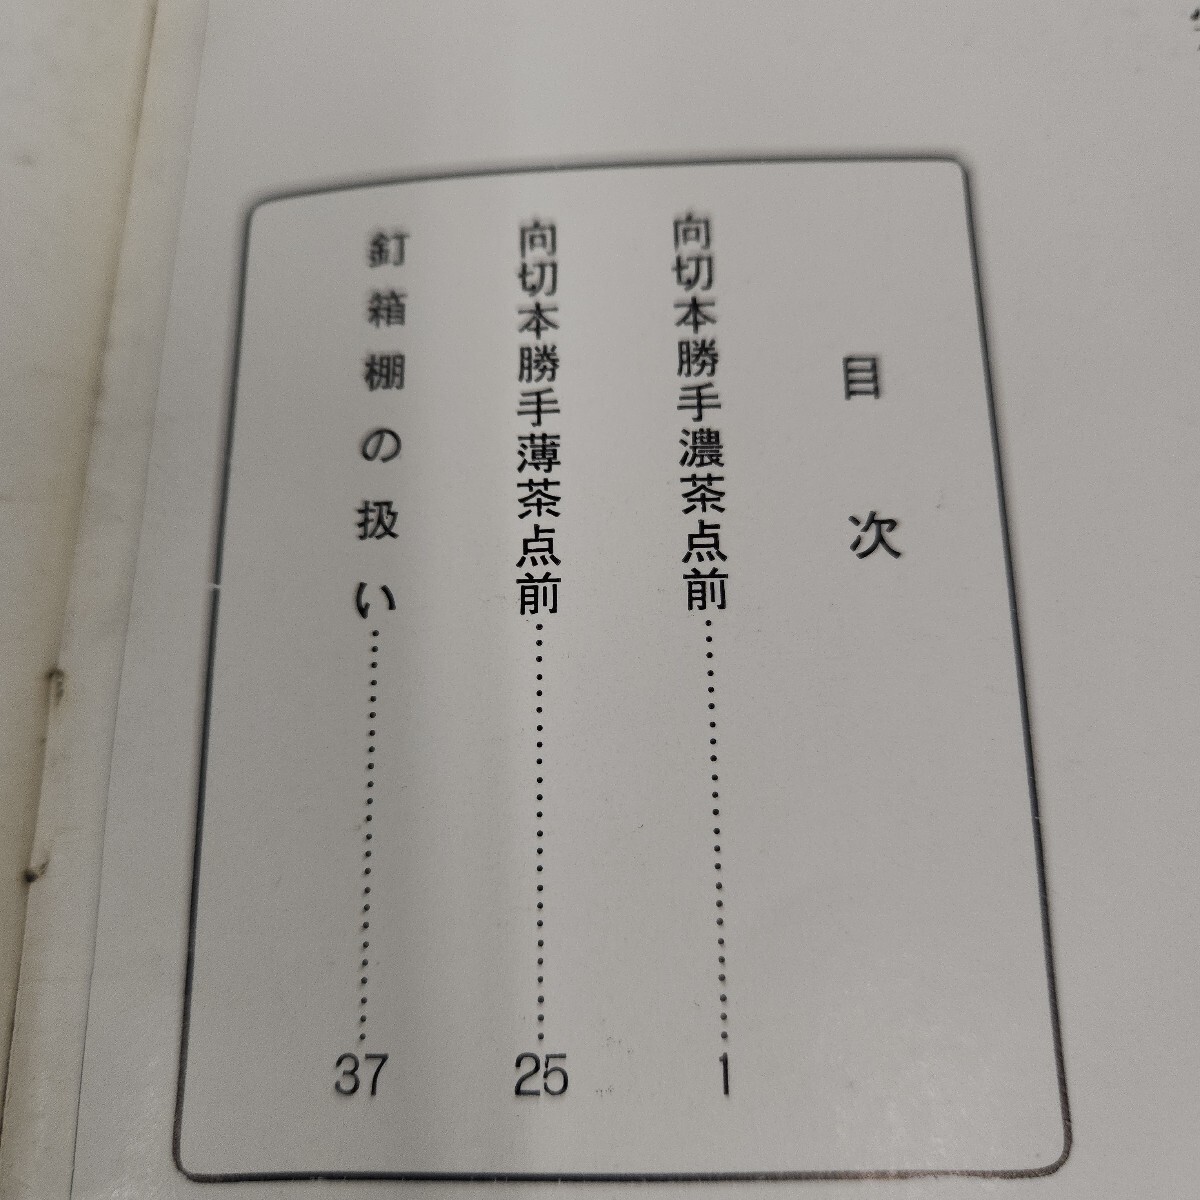 目次
向切本勝手濃茶点前……………………1
向切本勝手薄茶点前……………………25
釘箱棚の扱い……………………37